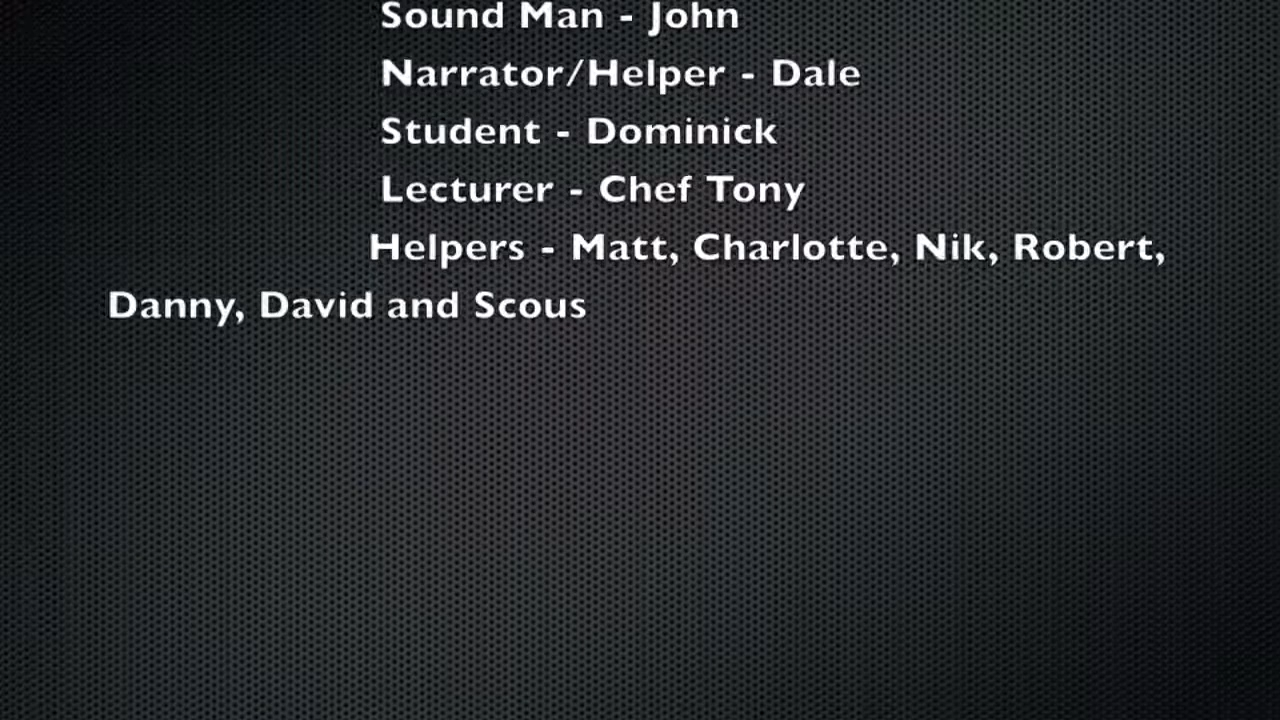 Sound Man - John
Narrator/Helper - Dale
Student - Dominick
Lecturer - Chef Tony
Helpers - Matt, Charlotte, Nik, Robert,
Danny, David and Scous